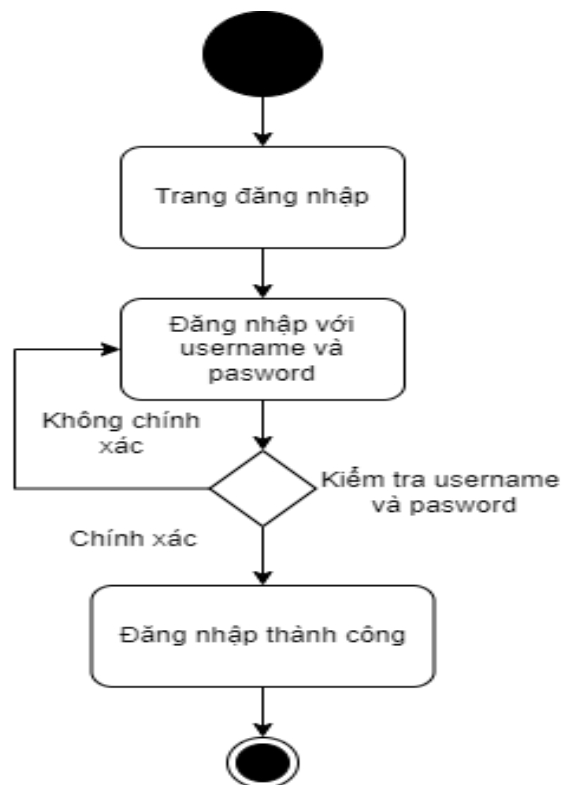 Trang đăng nhập
Đăng nhập với
username và
pasword
Không chính
xác
Kiểm tra username
và pasword
Chính xác
Đăng nhập thành công